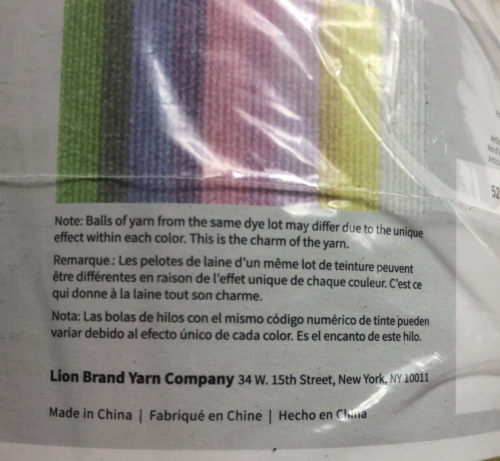 Note: Balls of yarn from the same dye lot may differ due to the unique
effect within each color. This is the charm of the yarn.
Remarque : Les pelotes de laine d'un même lot de teinture peuvent
être différentes en raison de l'effet unique de chaque couleur. C'est ce
qui donne à la laine tout son charme.
Nota: Las bolas de hilos con el mismo código numérico de tinte pueden
variar debido al efecto único de cada color. Es el encanto de este hilo.
Lion Brand Yarn Company 34 W. 15th Street, New York, NY 10011
Made in China | Fabriqué en Chine | Hecho en China
52